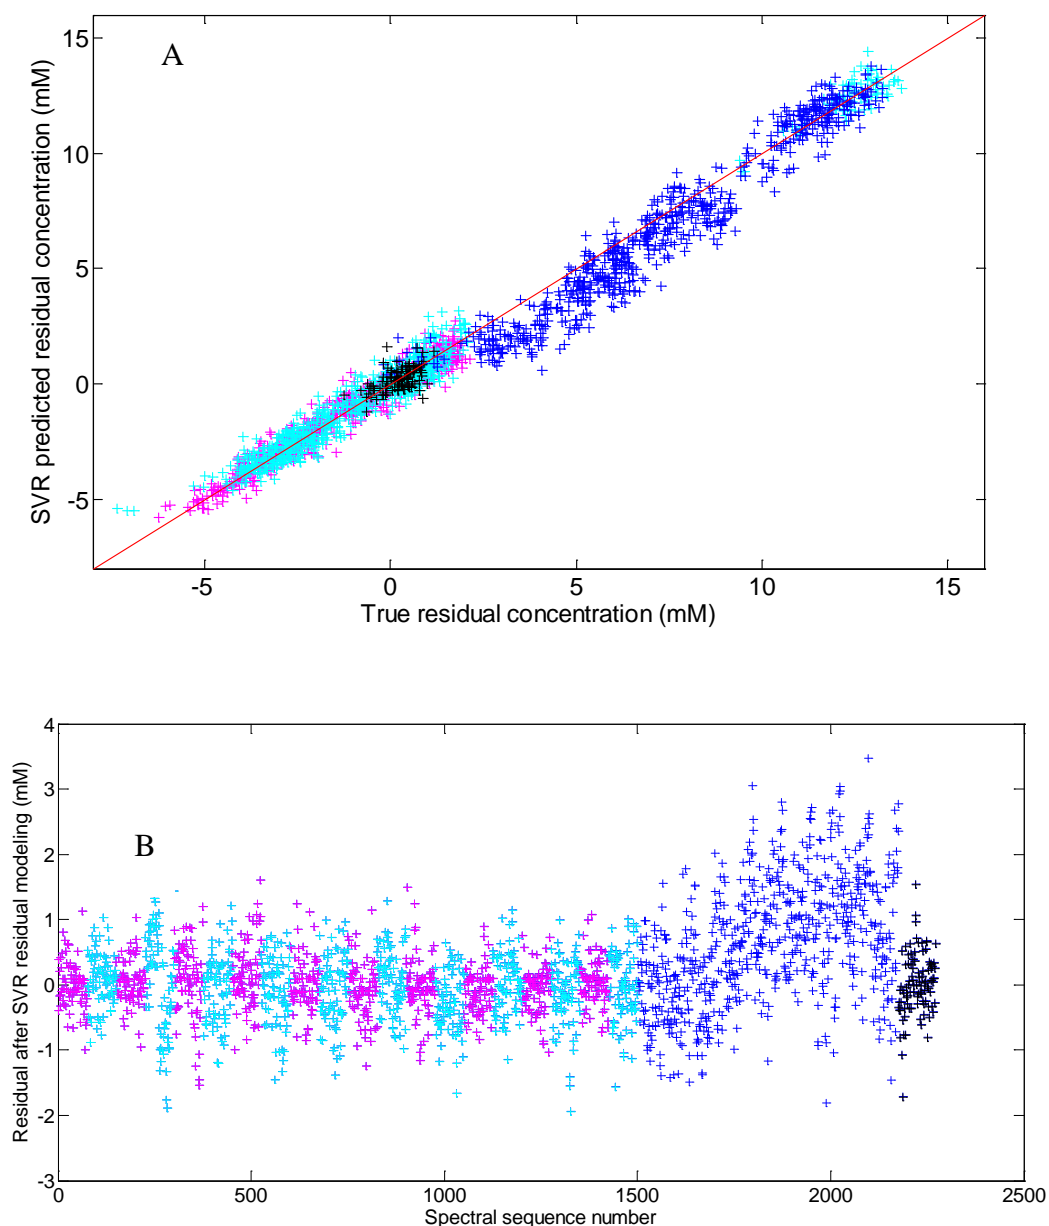 A
SVR predicted residual concentration (mM)
15
10
5
0
-5
-5 0 5 10 15
True residual concentration (mM)
B
Residual after SVR residual modeling (mM)
4
3
2
1
0
-1
-2
-3
0 500 1000 1500 2000 2500
Spectral sequence number